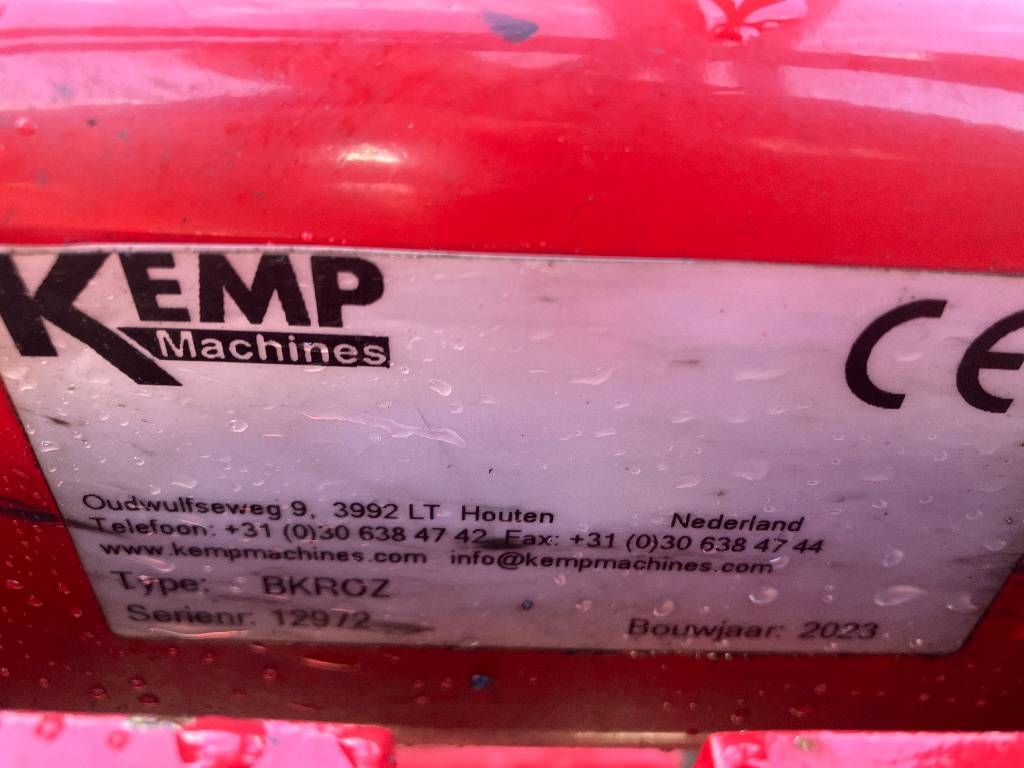 KEMP
Machines
CE
Oudwulfseweg 9, 3992 LT Houten Nederland
Telefoon: +31 (0)30 638 47 42 Fax: +31 (0)30 638 47 44
www.kempmachines.com info@kempmachines.com
Type: BKRGZ
Serienr: 12972 Bouwjaar: 2023